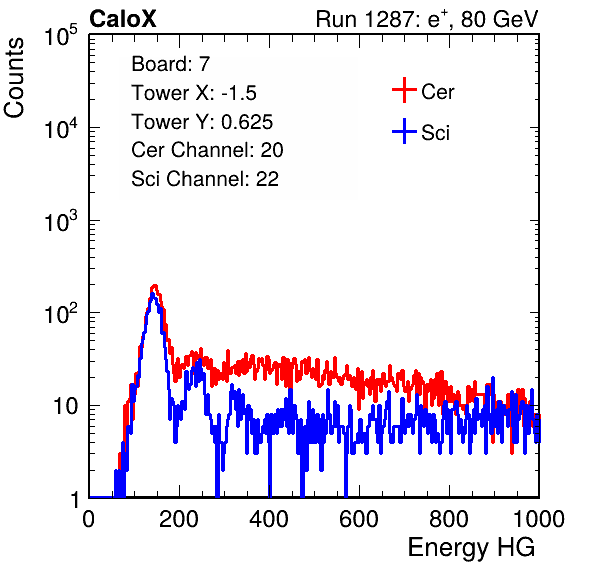 CaloX Run 1287: e⁺, 80 GeV
Counts
Board: 7
Tower X: -1.5
Tower Y: 0.625
Cer Channel: 20
Sci Channel: 22
Cer
Sci
10⁵
10⁴
10³
10²
10
1
0 200 400 600 800 1000
Energy HG